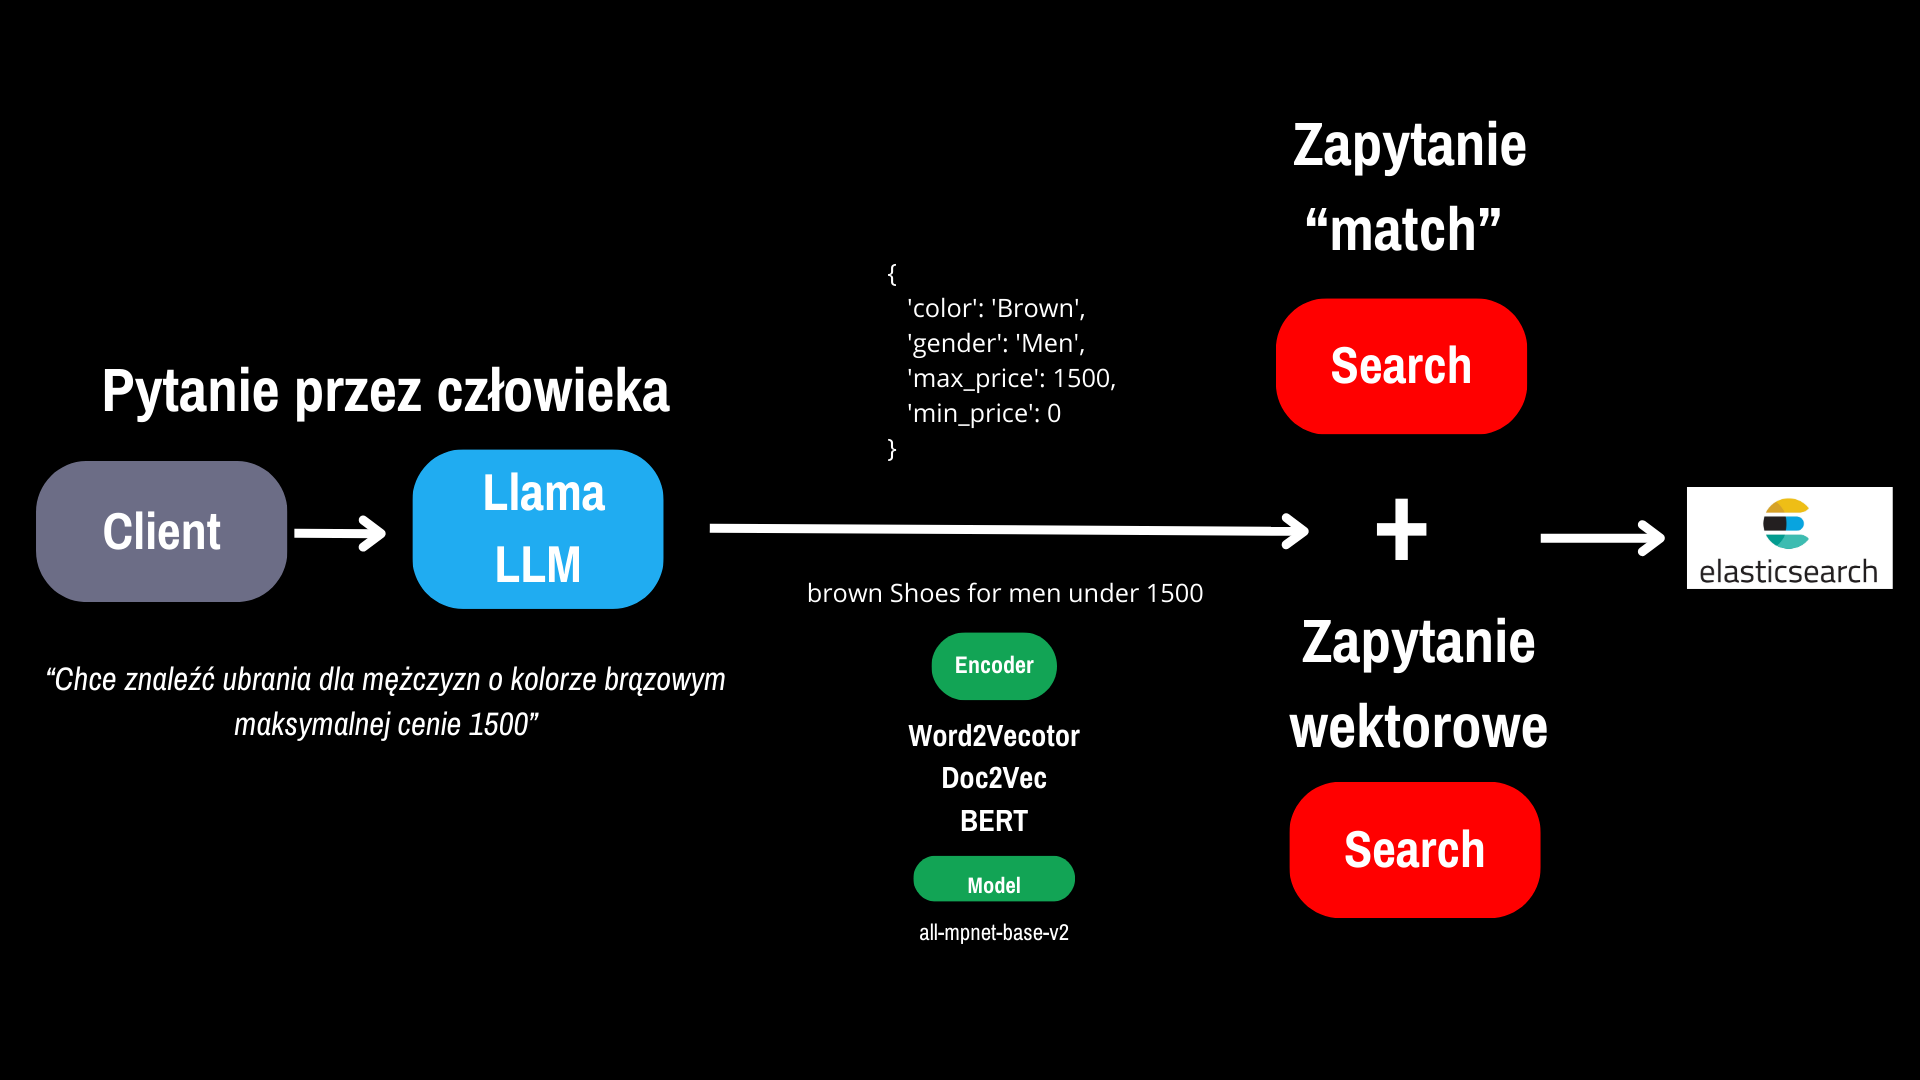 Pytanie przez człowieka
Client
Llama
LLM
“Chce znaleźć ubrania dla mężczyzn o kolorze brązowym
maksymalnej cenie 1500”
{
'color': 'Brown',
'gender': 'Men',
'max_price': 1500,
'min_price': 0
}
brown Shoes for men under 1500
Encoder
Word2Vecotor
Doc2Vec
BERT
Model
all-mpnet-base-v2
Zapytanie
“match”
Search
+
Zapytanie
wektorowe
Search
elasticsearch